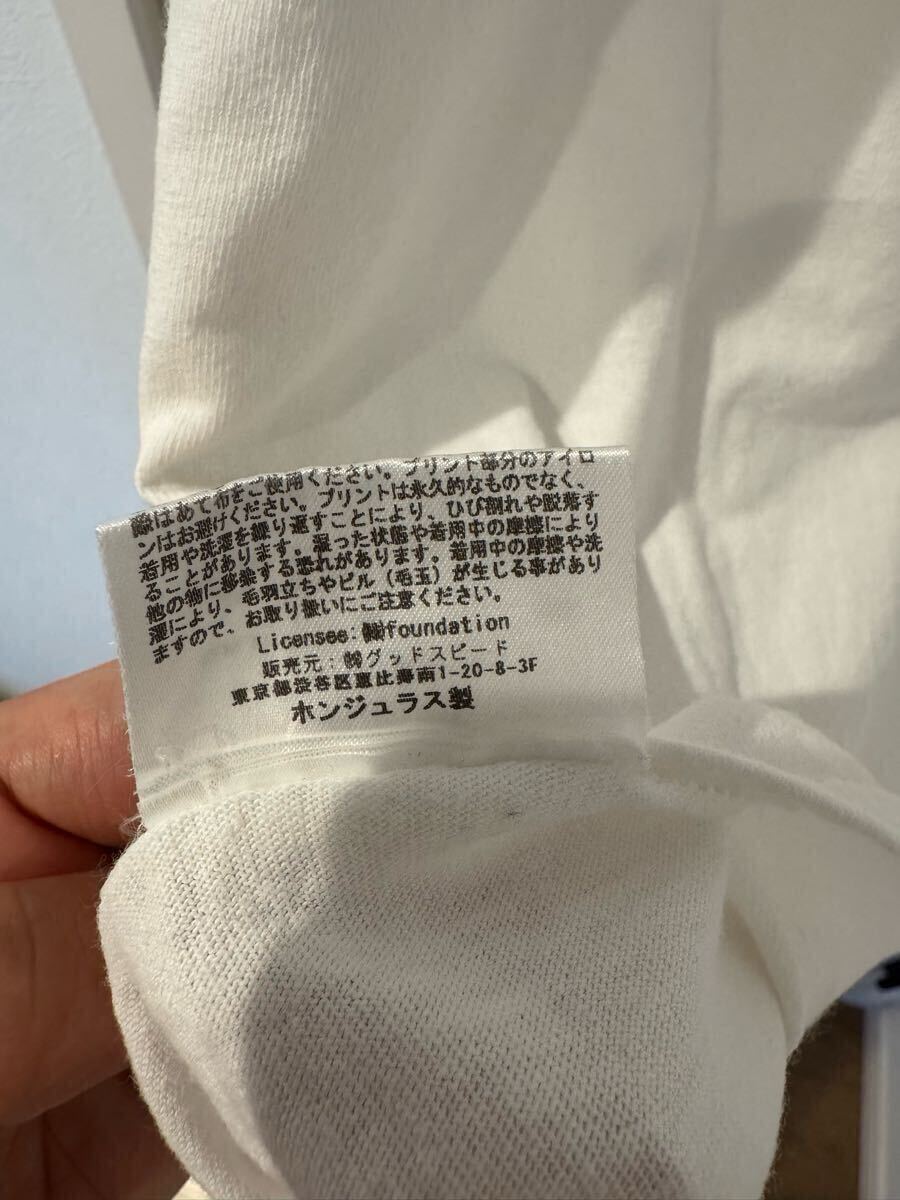 際はあて布をご使用ください。プリント部分のアイロ
ンはお避けください。プリントは永久的なものでなく、
着用や洗濯を繰り返すことにより、ひび割れや脱落す
ることがあります。湿った状態や着用中の摩擦により
他の物に移染する恐れがあります。着用中の摩擦や洗
濯により、毛羽立ちやピル（毛玉）が生じる事があり
ますので、お取り扱いにご注意ください。
Licensee:㈱foundation
販売元:㈱グッドスピード
東京都渋谷区恵比寿南1-20-8-3F
ホンジュラス製